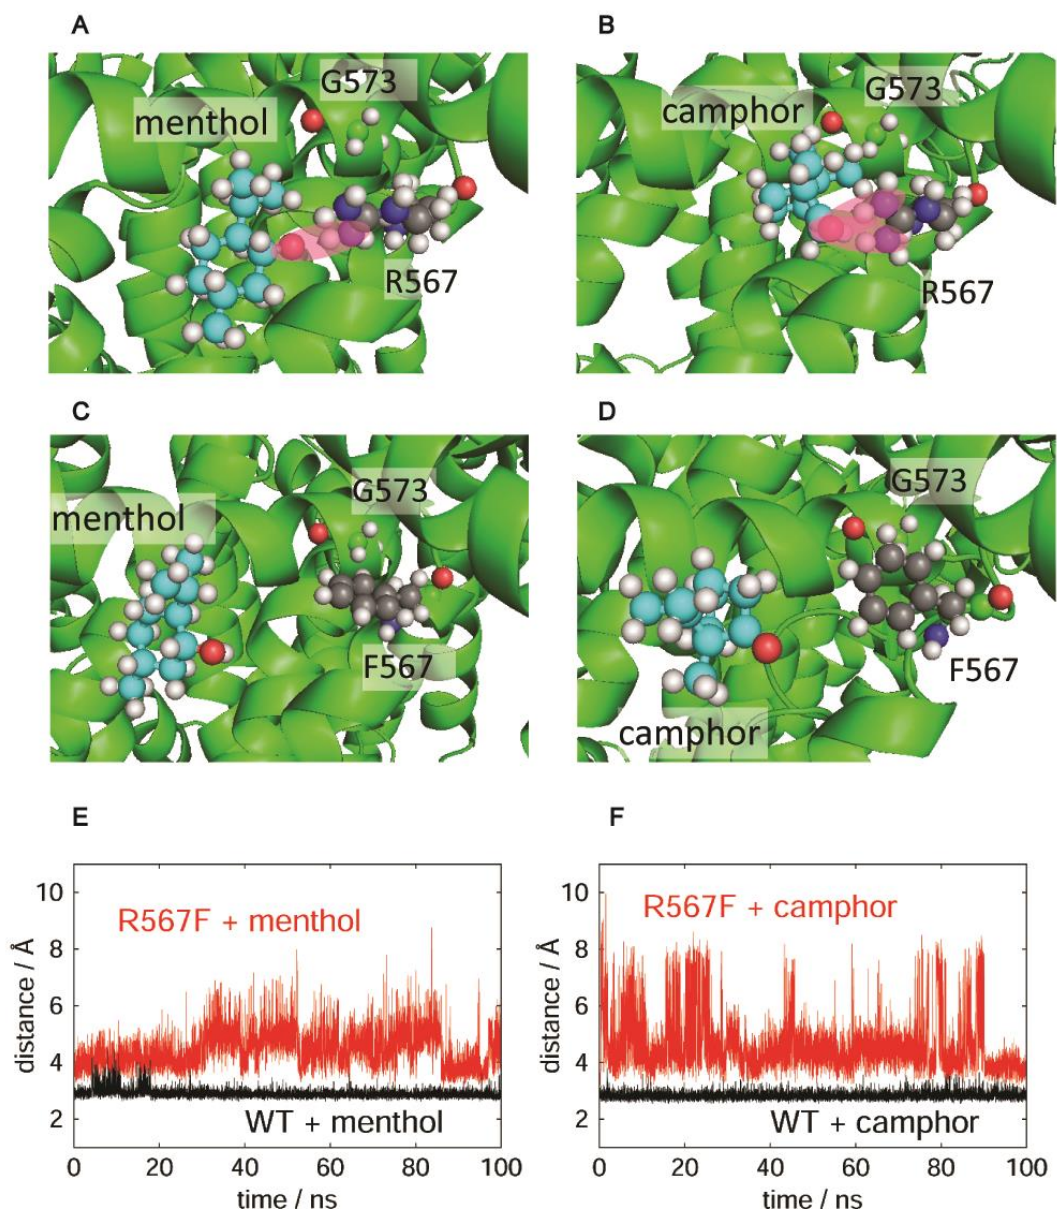 A
B
G573
menthol
R567
G573
camphor
R567
C
D
G573
menthol
F567
G573
F567
camphor
E
F
10
8
6
4
2
distance / Å
R567F + menthol
WT + menthol
0
20
40
60
80
100
time / ns
10
8
6
4
2
distance / Å
R567F + camphor
WT + camphor
0
20
40
60
80
100
time / ns